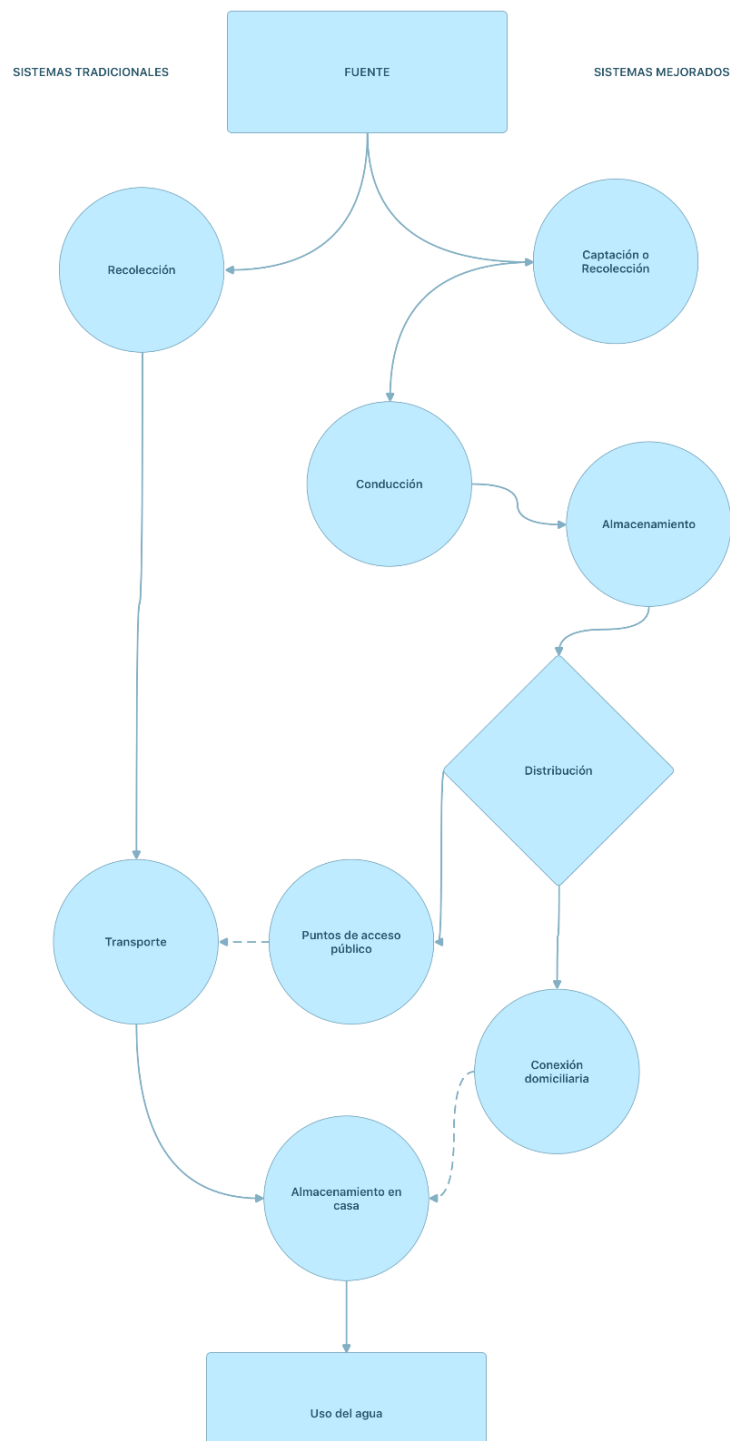 SISTEMAS TRADICIONALES
FUENTE
SISTEMAS MEJORADOS
Recolección
Captación o
Recolección
Conducción
Almacenamiento
Distribución
Transporte
Puntos de acceso
público
Conexión
domiciliaria
Almacenamiento en
casa
Uso del agua